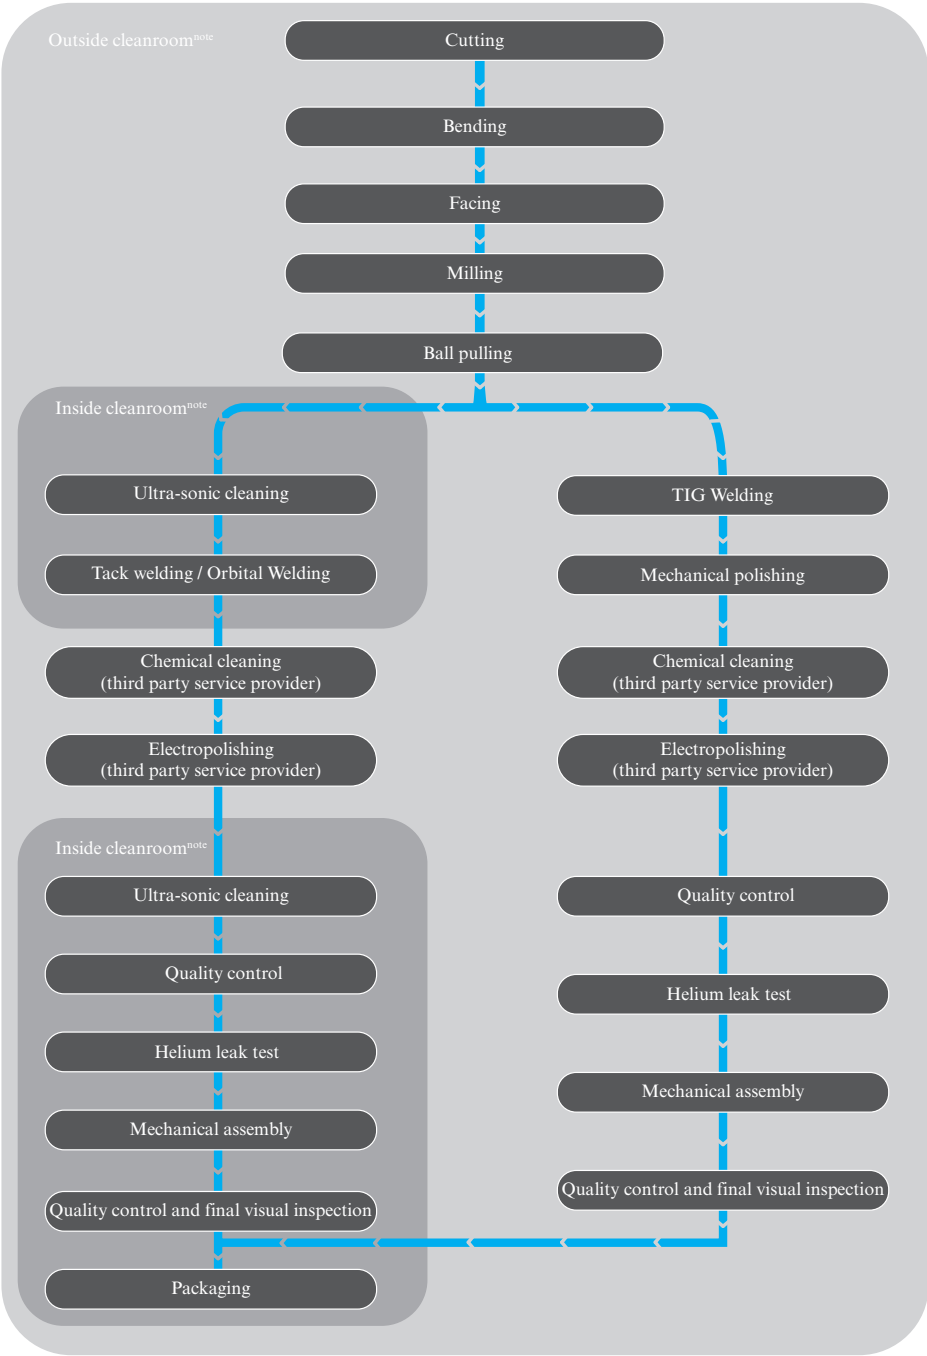 Outside cleanroomnote
Cutting
Bending
Facing
Milling
Ball pulling
Inside cleanroomnote
Ultra-sonic cleaning
Tack welding / Orbital Welding
Chemical cleaning
(third party service provider)
Electropolishing
(third party service provider)
Inside cleanroomnote
Ultra-sonic cleaning
Quality control
Helium leak test
Mechanical assembly
Quality control and final visual inspection
TIG Welding
Mechanical polishing
Chemical cleaning
(third party service provider)
Electropolishing
(third party service provider)
Quality control
Helium leak test
Mechanical assembly
Quality control and final visual inspection
Packaging